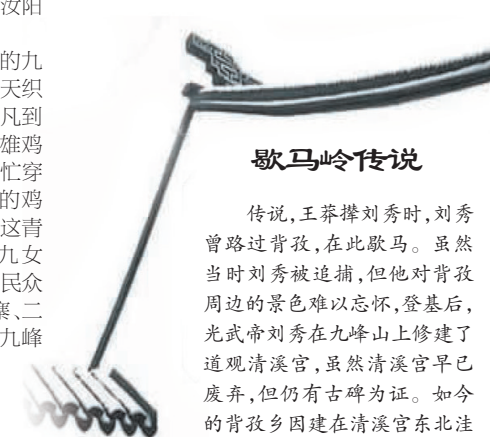 汝阳
的九
天织
凡到
雄鸡
忙穿
的鸡
这青
九女
民众
寨、二
九峰
歇马岭传说
传说,王莽撵刘秀时,刘秀
曾路过背孜,在此歇马。虽然
当时刘秀被追捕,但他对背孜
周边的景色难以忘怀,登基后,
光武帝刘秀在九峰山上修建了
道观清溪宫,虽然清溪宫早已
废弃,但仍有古碑为证。如今
的背孜乡因建在清溪宫东北洼